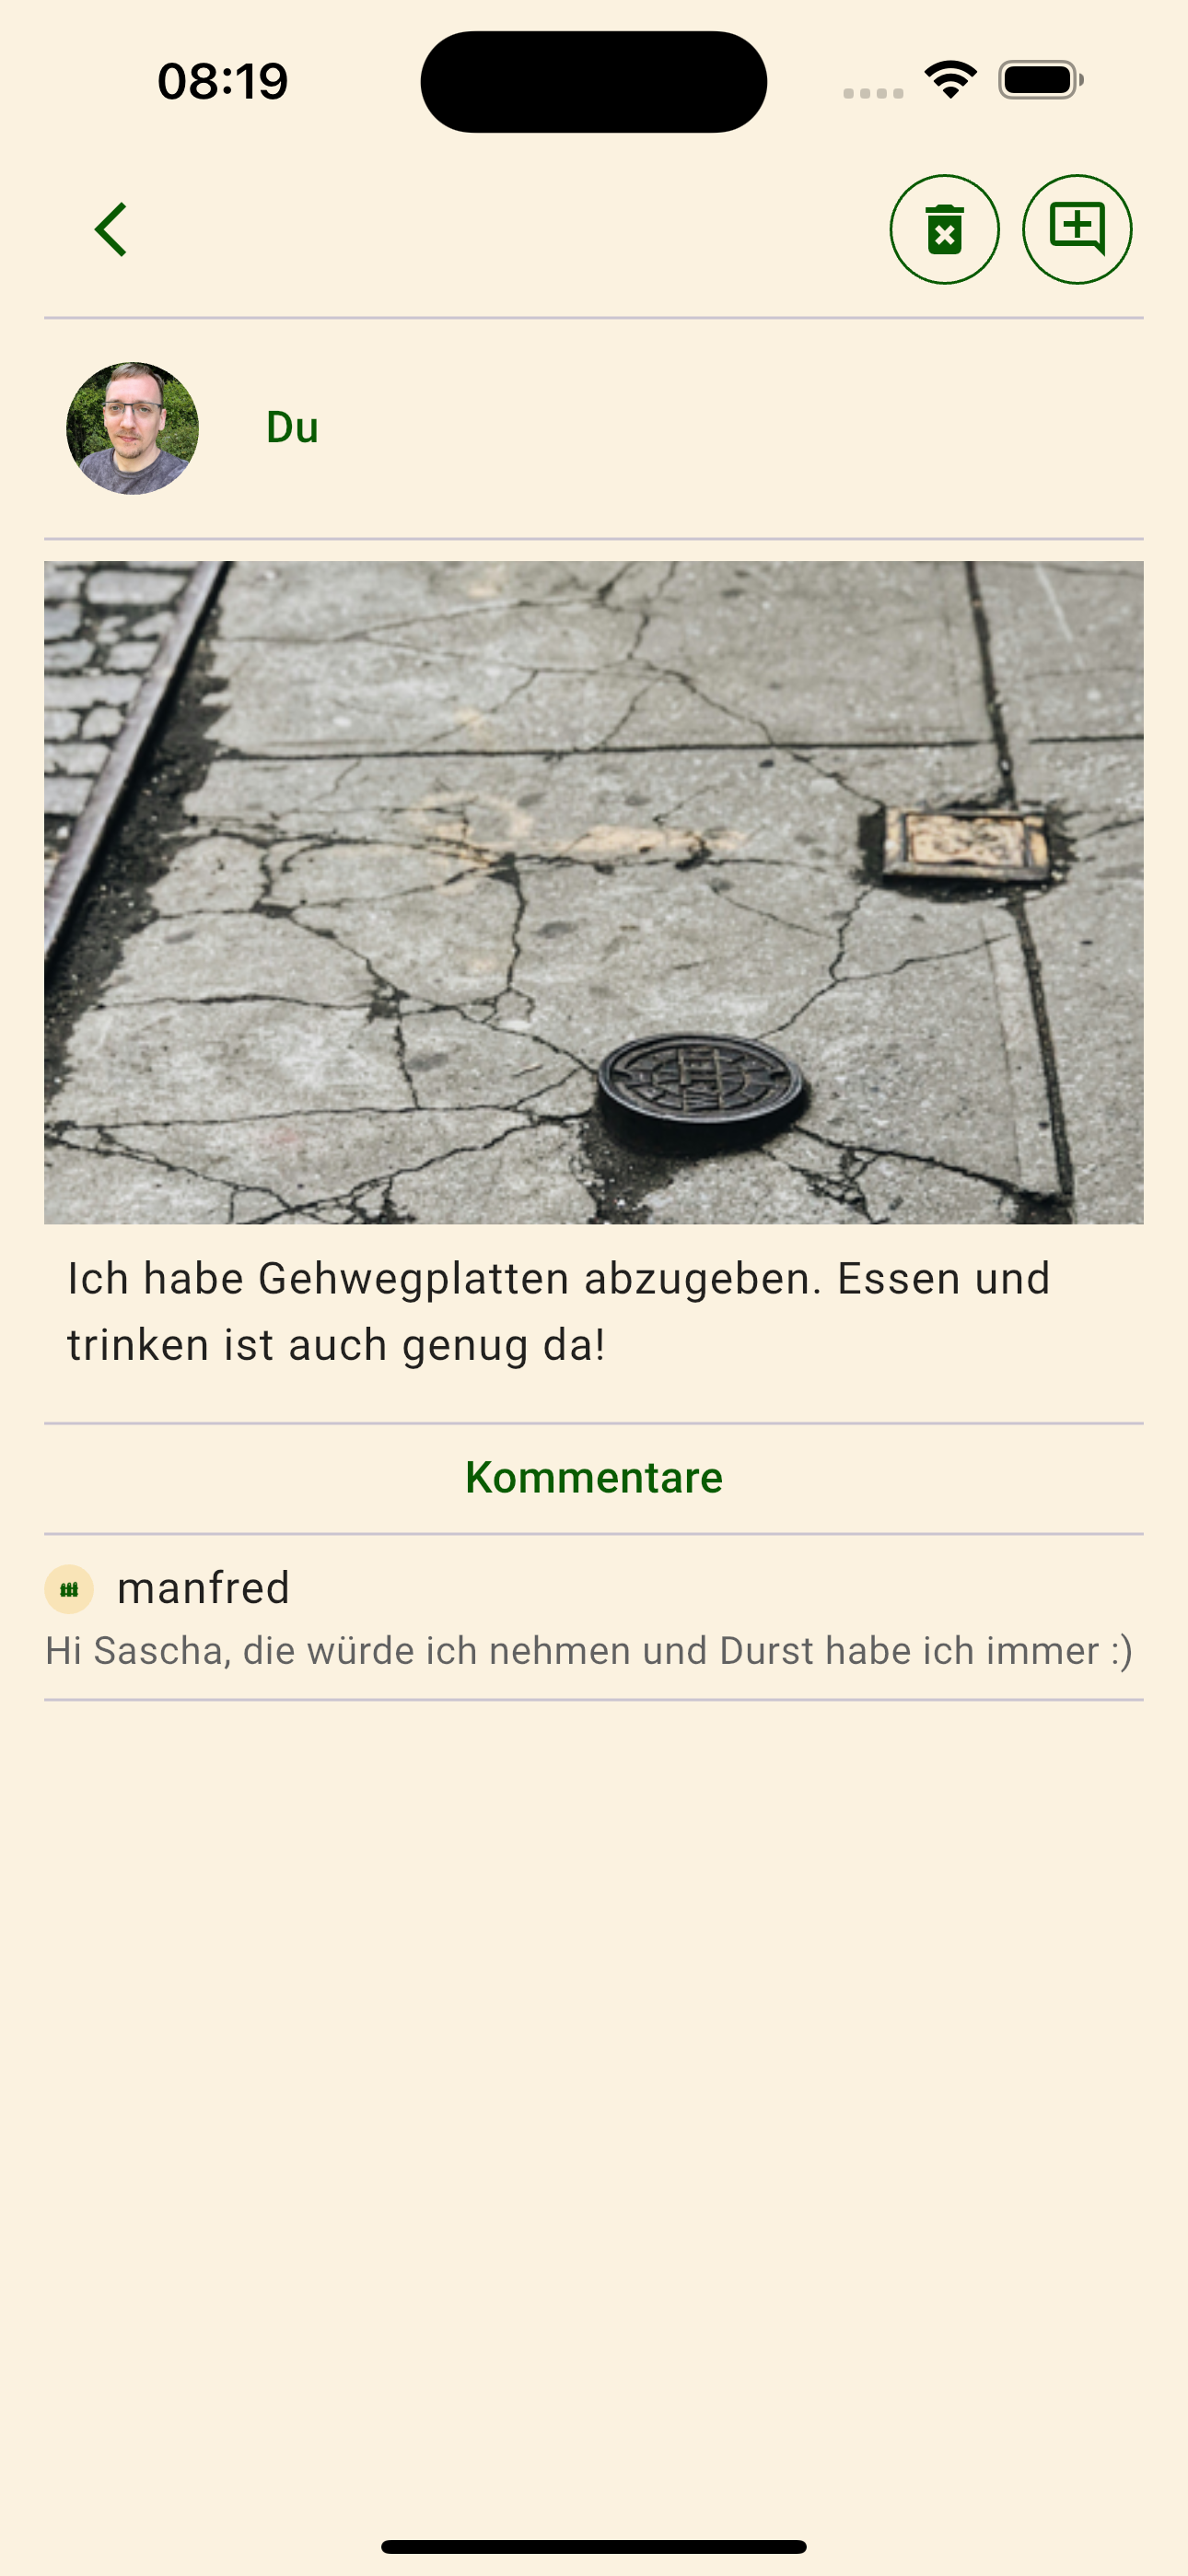 08:19
Du
Ich habe Gehwegplatten abzugeben. Essen und
trinken ist auch genug da!
Kommentare
manfred
Hi Sascha, die würde ich nehmen und Durst habe ich immer :)